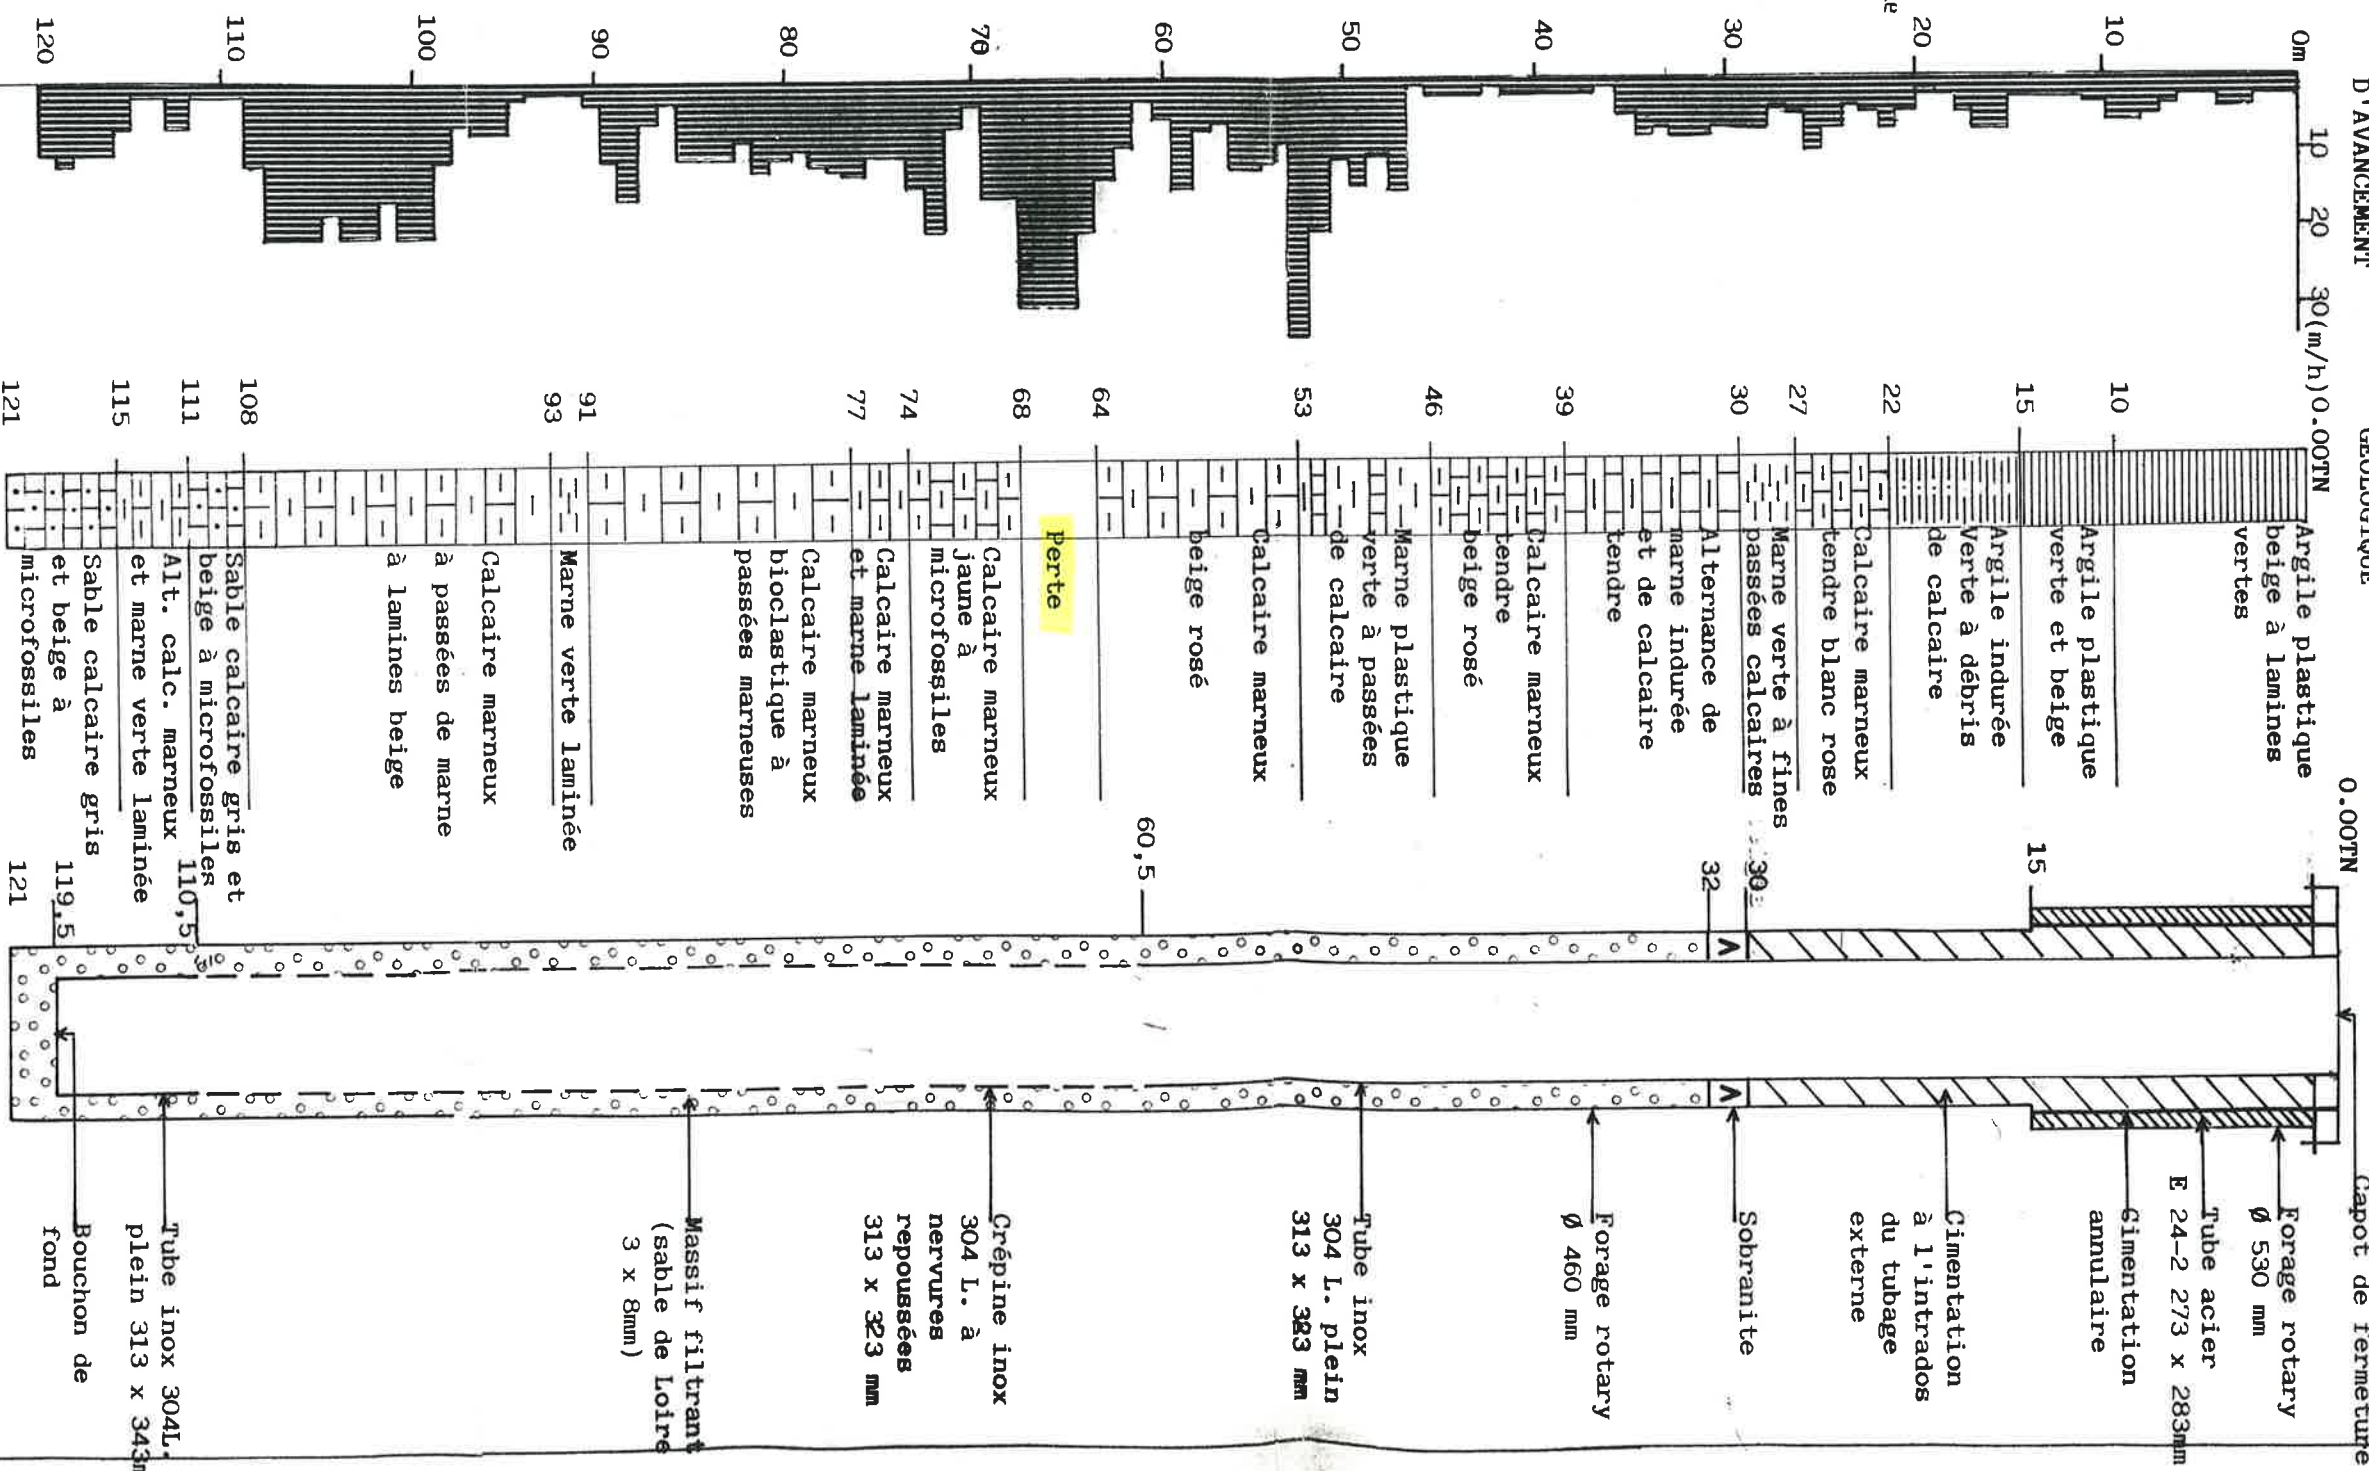 D'AVANCEMENT
0m
10
20
30
40
50
60
70
80
90
100
110
120
10
20
30(m/h)
GEOLOGIQUE
0.00TN
10
15
22
27
30
39
46
53
64
68
74
77
91
93
108
111
115
121
Argile plastique
beige à lamines
vertes
Argile plastique
verte et beige
Argile indurée
verte à débris
de calcaire
Calcaire marneux
tendre blanc rose
Marne verte à fines
passées calcaires
Alternance de
marne indurée
et de calcaire
tendre
Calcaire marneux
tendre
beige rosé
Marne plastique
verte à passées
de calcaire
Calcaire marneux
beige rosé
Perte
Calcaire marneux
jaune à
microfossiles
Calcaire marneux
et marne laminée
Calcaire marneux
bioclastique à
passées marneuses
Marne verte laminée
Calcaire marneux
à passées de marne
à lamines beige
Sable calcaire gris et
beige à microfossiles
Alt. calc. marneux
et marne verte laminée
Sable calcaire gris
et beige à
microfossiles
0.00TN
15
30
32
60,5
110,5
119,5
121
Capot de fermeture
Forage rotary
Ø 530 mm
Tube acier
E 24-2 273 x 283mm
Cimentation
annulaire
Cimentation
à l'intrados
du tubage
externe
Sobranite
Forage rotary
Ø 460 mm
Tube inox
304 L. plein
313 x 323 mm
Crépine inox
304 L. à
nervures
repoussées
313 x 323 mm
Massif filtrant
(sable de Loire
3 x 8mm)
Tube inox 304L.
plein 313 x 343m
Bouchon de
fond